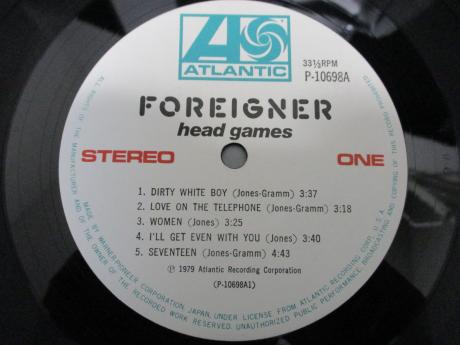 ATLANTIC
33⅓RPM
P-10698A
FOREIGNER
head games
STEREO
ONE
1. DIRTY WHITE BOY (Jones-Gramm) 3:37
2. LOVE ON THE TELEPHONE (Jones-Gramm) 3:18
3. WOMEN (Jones) 3:25
4. I'LL GET EVEN WITH YOU (Jones) 3:40
5. SEVENTEEN (Jones-Gramm) 4:43
Ⓟ 1979 Atlantic Recording Corporation
(P-10698A1)
ALL RIGHTS OF THE MANUFACTURER AND OF THE OWNER OF THE RECORDED WORK RESERVED. UNAUTHORIZED PUBLIC PERFORMANCE, BROADCASTING AND COPYING OF THIS RECORD PROHIBITED
MADE BY WARNER-PIONEER CORPORATION, JAPAN, UNDER LICENSE FROM ATLANTIC RECORDING CORP., U.S.A.